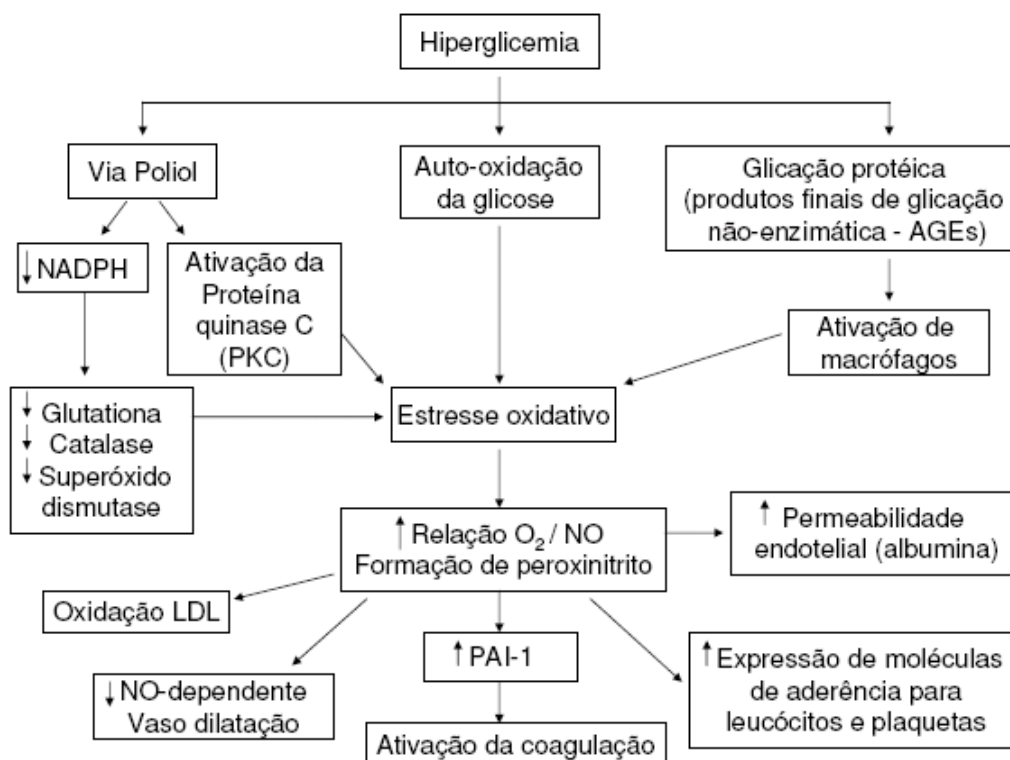 Hiperglicemia
Via Poliol
Auto-oxidação
da glicose
Glicação protéica
(produtos finais de glicação
não-enzimática - AGEs)
↓ NADPH
Ativação da
Proteína
quinase C
(PKC)
Ativação de
macrófagos
↓ Glutationa
↓ Catalase
↓ Superóxido
dismutase
Estresse oxidativo
↑ Relação O₂ / NO
Formação de peroxinitrito
↑ Permeabilidade
endotelial (albumina)
Oxidação LDL
↓ NO-dependente
Vaso dilatação
↑ PAI-1
Ativação da coagulação
↑ Expressão de moléculas
de aderência para
leucócitos e plaquetas